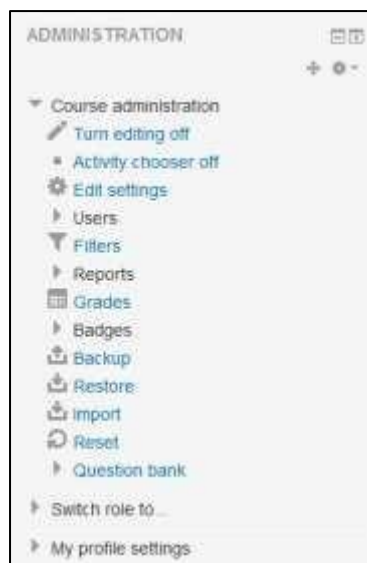 ADMINISTRATION
Course administration
Turn editing off
Activity chooser off
Edit settings
Users
Filters
Reports
Grades
Badges
Backup
Restore
Import
Reset
Question bank
Switch role to...
My profile settings